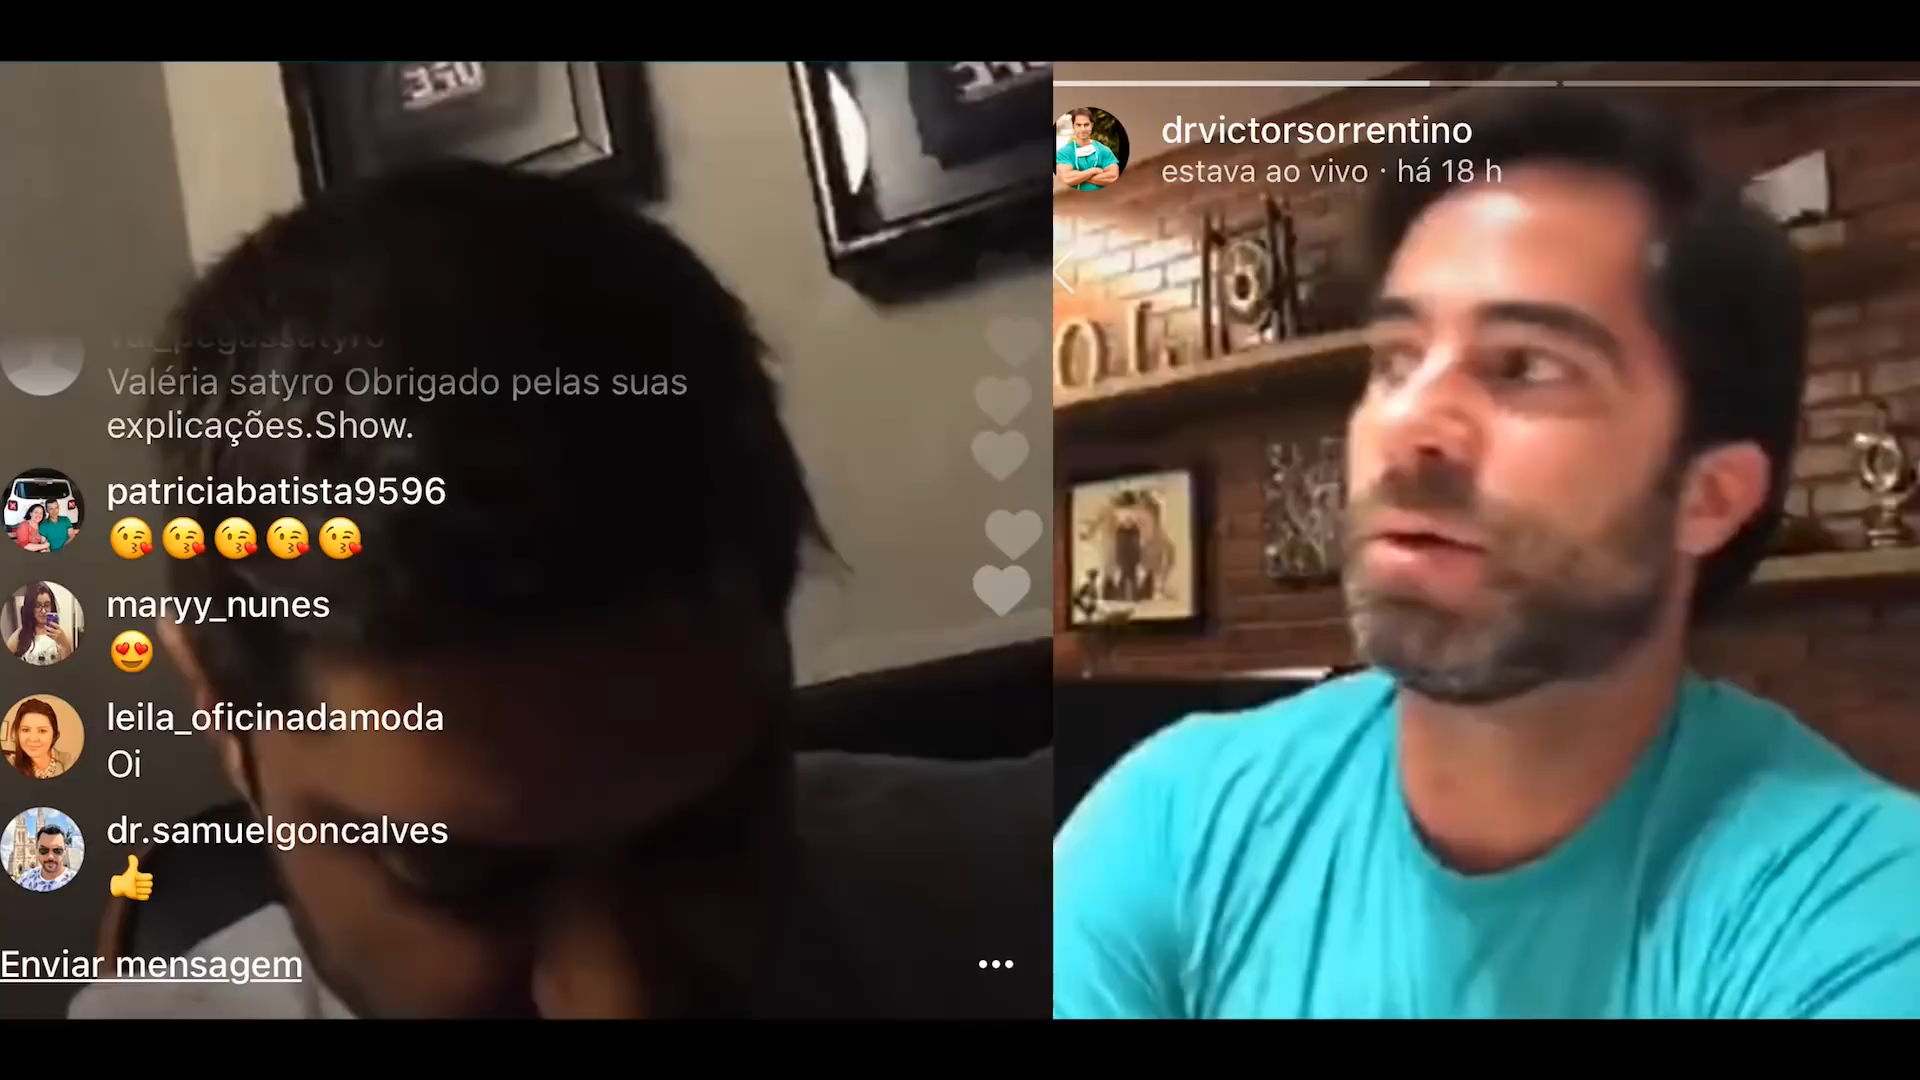 Valéria satyro Obrigado pelas suas
explicações.Show.
patriciabatista9596
maryy_nunes
leila_oficinadamoda
Oi
dr.samuelgoncalves
Enviar mensagem
drvictorsorrentino
estava ao vivo · há 18 h